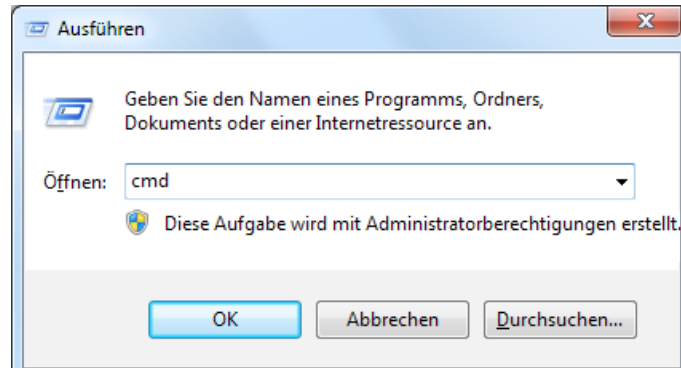 Ausführen
Geben Sie den Namen eines Programms, Ordners,
Dokuments oder einer Internetressource an.
Öffnen: cmd
Diese Aufgabe wird mit Administratorberechtigungen erstellt.
OK Abbrechen Durchsuchen...